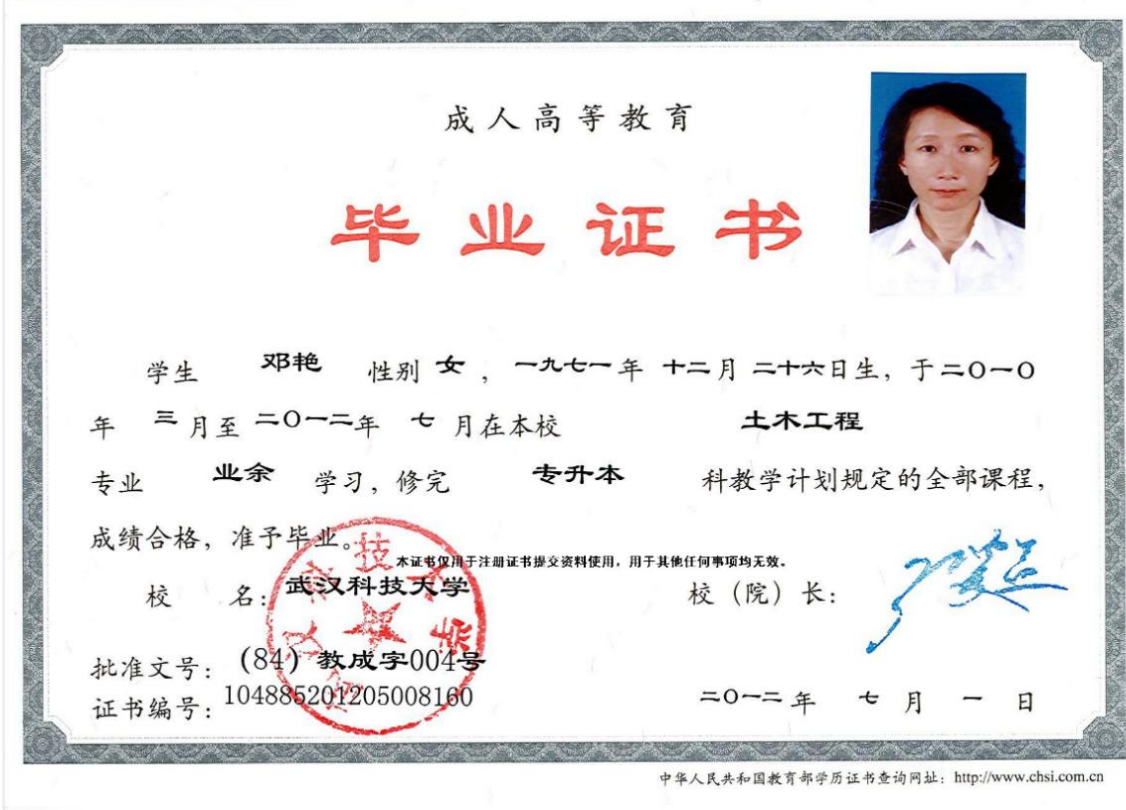 成人高等教育
毕业证书
学生 邓艳 性别 女 ，一九七一年 十二月 二十六日生，于二〇一〇
年 三月至 二〇一二年 七 月在本校 土木工程
专业 业余 学习，修完 专升本 科教学计划规定的全部课程，
成绩合格，准予毕业。
本证书仅用于注册证书提交资料使用，用于其他任何事项均无效。
校 名：武汉科技大学 校（院）长：
批准文号：（84）教成字004号
证书编号：104885201205008160 二〇一二年 七 月 一 日
中华人民共和国教育部学历证书查询网址：http://www.chsi.com.cn